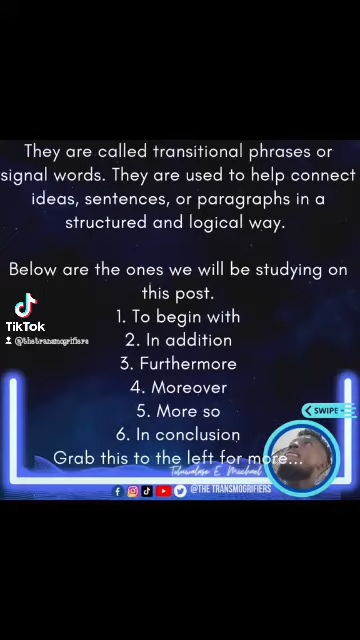 They are called transitional phrases or
signal words. They are used to help connect
ideas, sentences, or paragraphs in a
structured and logical way.
Below are the ones we will be studying on
this post.
1. To begin with
2. In addition
3. Furthermore
4. Moreover
5. More so
6. In conclusion
Grab this to the left for more...
TikTok
@thetransmogrifiers
SWIPE
Toluwalase E. Michael
@THE TRANSMOGRIFIERS